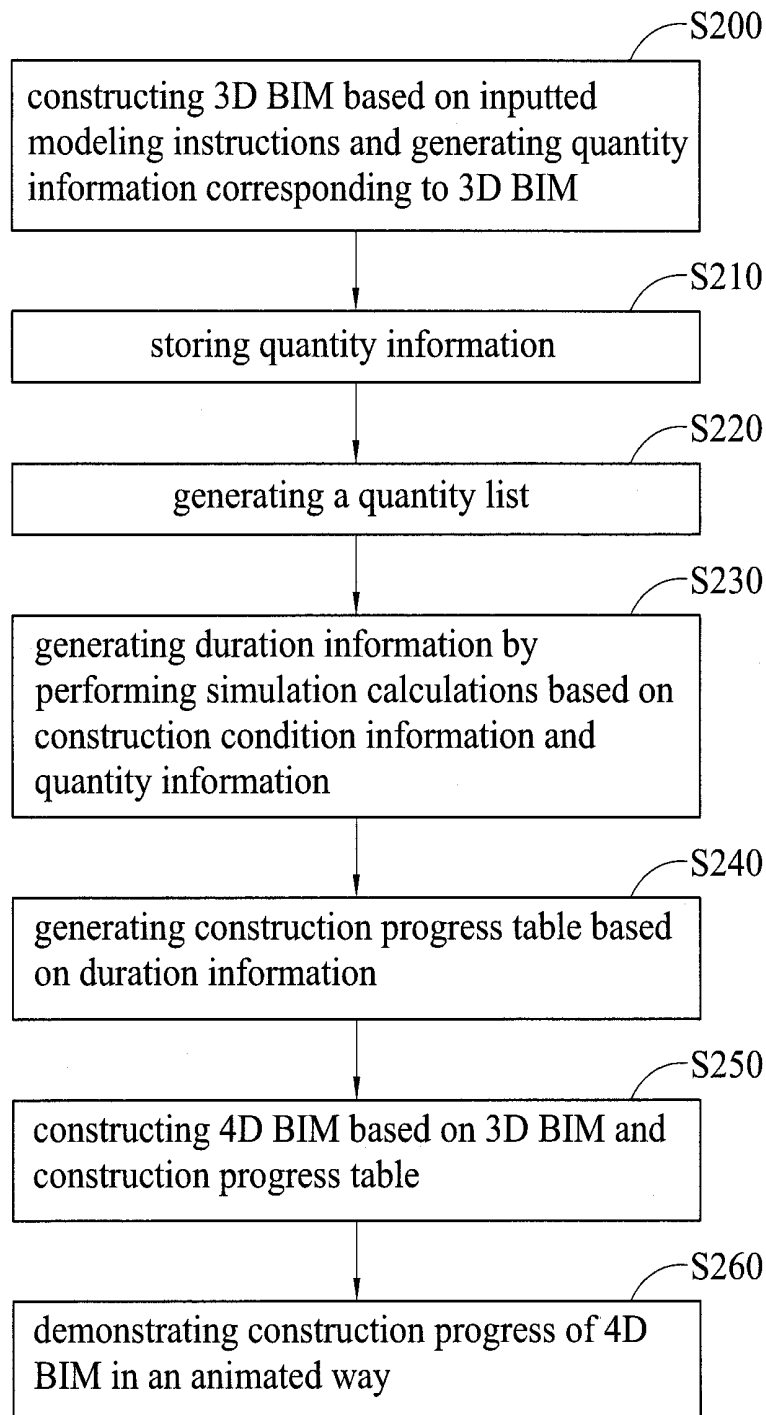 S200
constructing 3D BIM based on inputted
modeling instructions and generating quantity
information corresponding to 3D BIM
S210
storing quantity information
S220
generating a quantity list
S230
generating duration information by
performing simulation calculations based on
construction condition information and
quantity information
S240
generating construction progress table based
on duration information
S250
constructing 4D BIM based on 3D BIM and
construction progress table
S260
demonstrating construction progress of 4D
BIM in an animated way